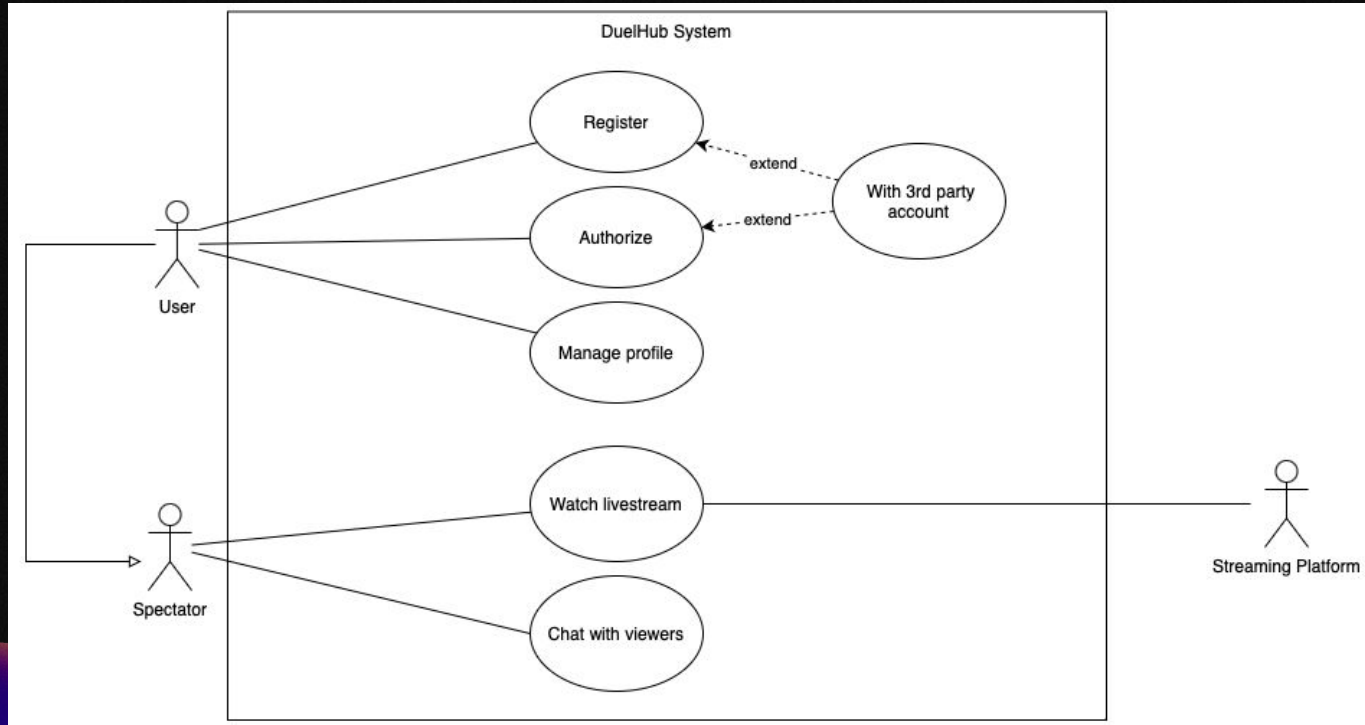 DuelHub System
Register
extend
With 3rd party
account
extend
Authorize
User
Manage profile
Watch livestream
Streaming Platform
Spectator
Chat with viewers